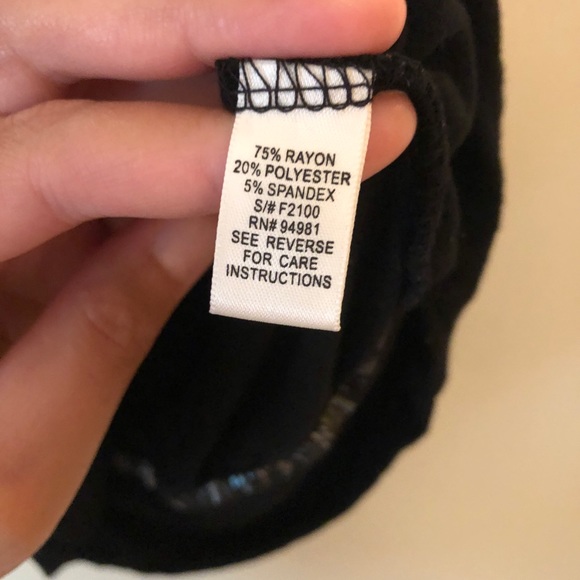 75% RAYON
20% POLYESTER
5% SPANDEX
S/# F2100
RN# 94981
SEE REVERSE
FOR CARE
INSTRUCTIONS